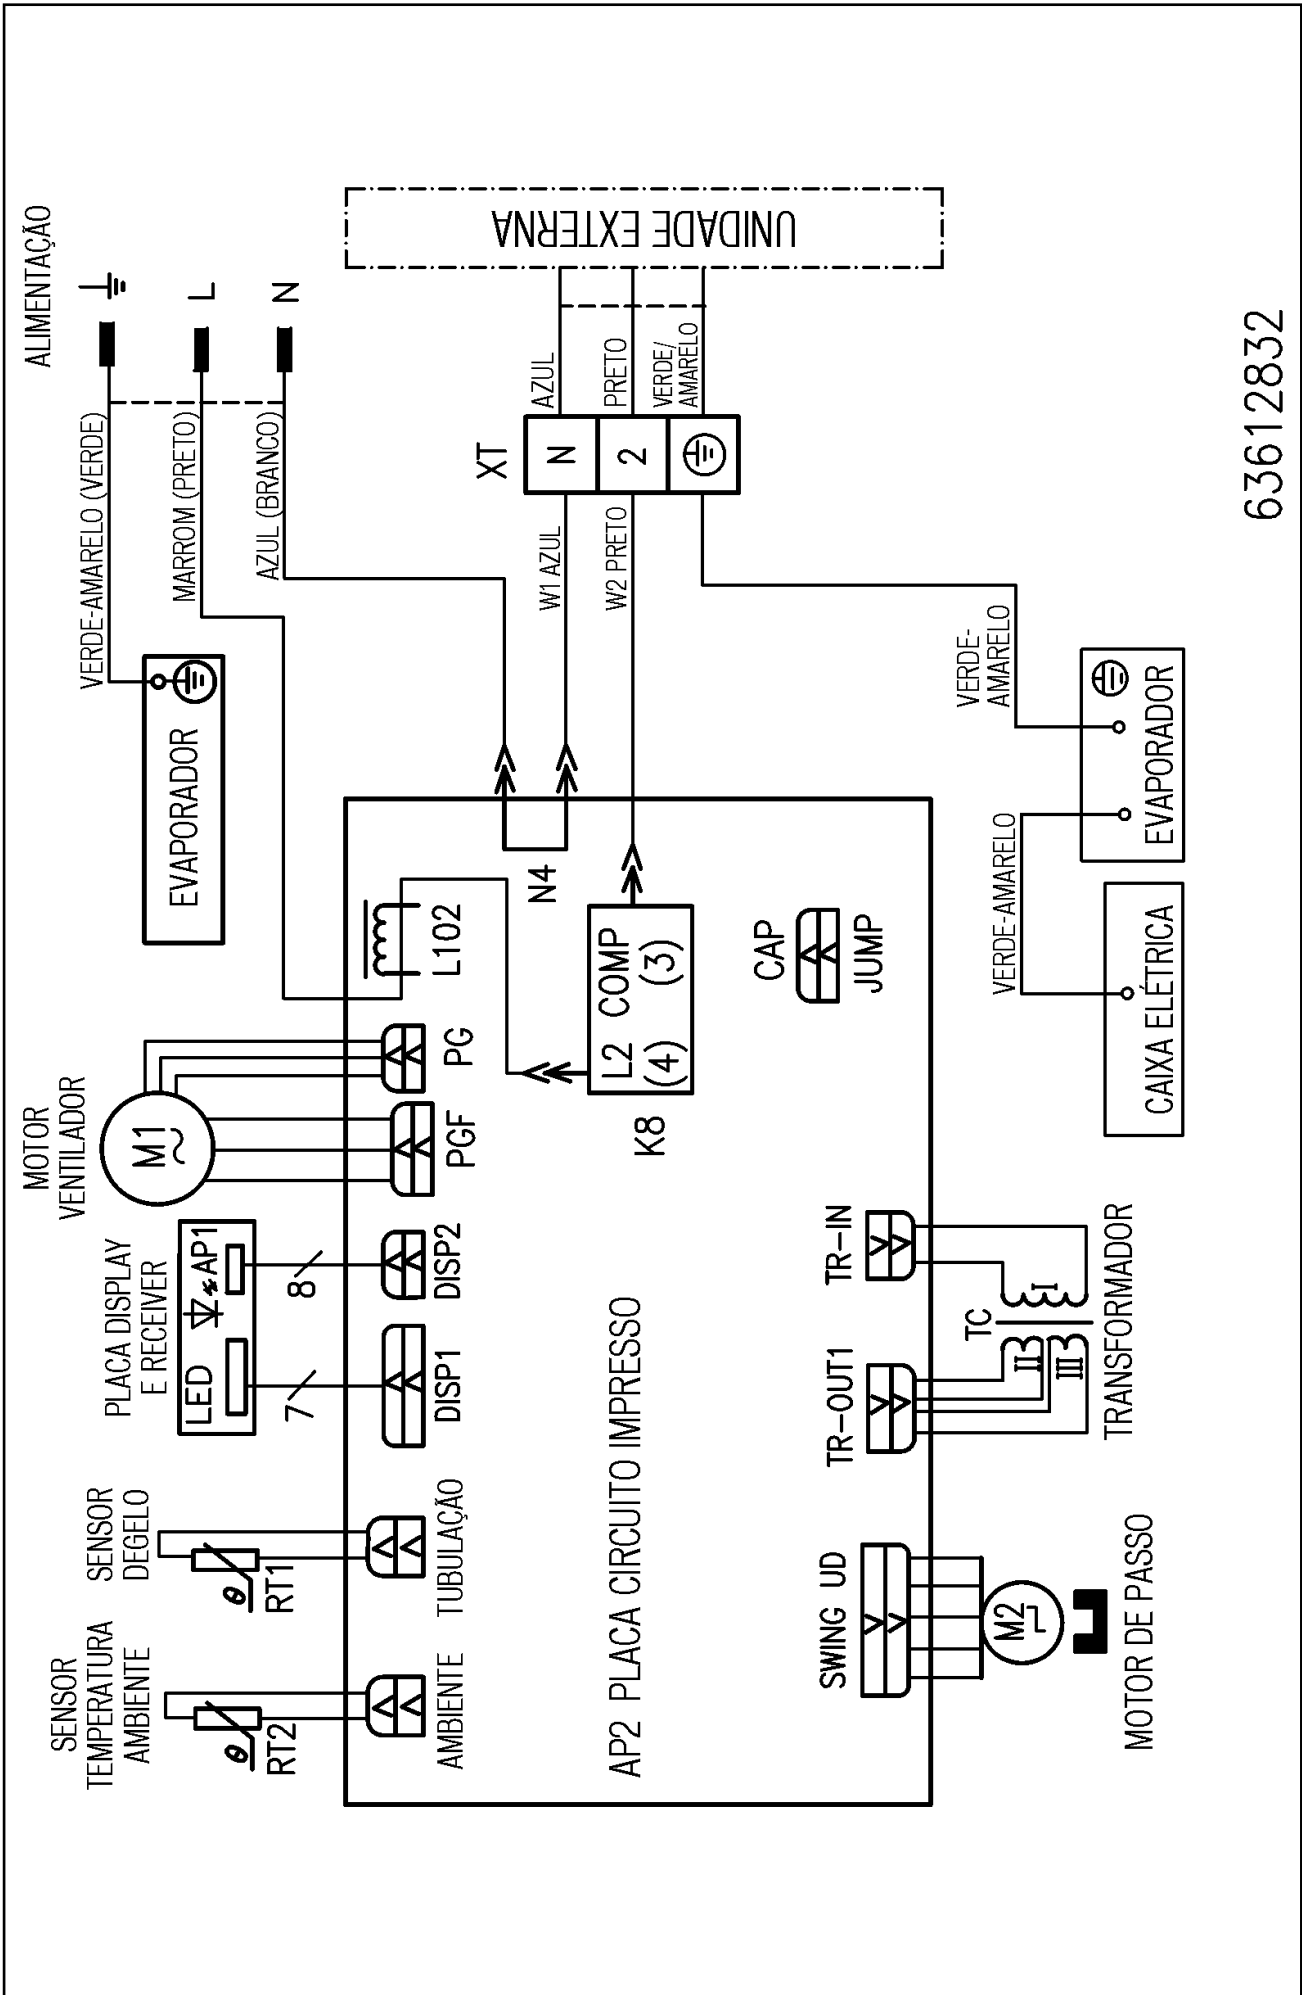 SENSOR
TEMPERATURA
AMBIENTE
θ
RT2
AMBIENTE
SENSOR
DEGELO
θ
RT1
TUBULAÇÃO
PLACA DISPLAY
E RECEIVER
LED
AP1
7
8
DISP1
DISP2
MOTOR
VENTILADOR
M1
PGF
PG
L102
EVAPORADOR
ALIMENTAÇÃO
VERDE-AMARELO (VERDE)
MARROM (PRETO)
L
AZUL (BRANCO)
N
N4
K8
L2 COMP
(4) (3)
W1 AZUL
W2 PRETO
XT
N
2
AZUL
PRETO
VERDE/
AMARELO
UNIDADE EXTERNA
CAP
JUMP
AP2 PLACA CIRCUITO IMPRESSO
SWING UD
M2
MOTOR DE PASSO
TR-OUT1
TR-IN
TC
I
II
III
TRANSFORMADOR
VERDE-
AMARELO
VERDE-AMARELO
CAIXA ELÉTRICA
EVAPORADOR
63612832